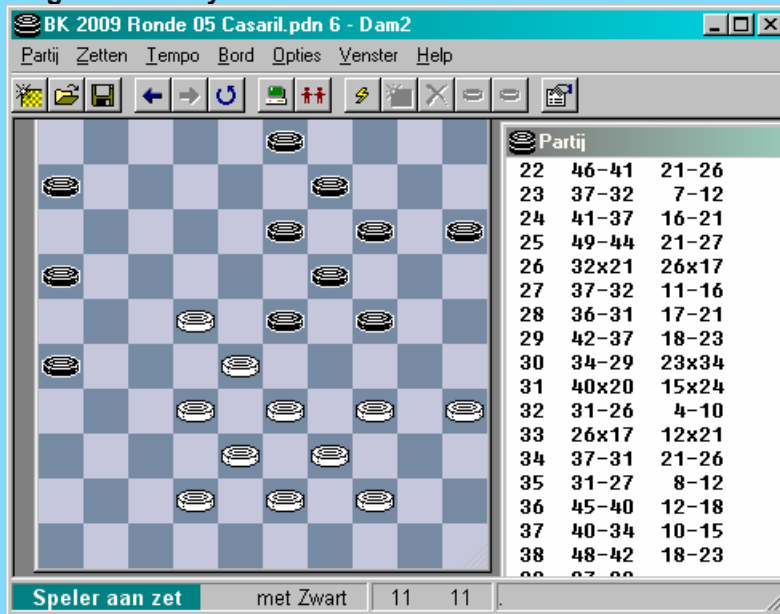 BK 2009 Ronde 05 Casaril.pdn 6 - Dam2
Partij Zetten Tempo Bord Opties Venster Help
Partij
22 46-41 21-26
23 37-32 7-12
24 41-37 16-21
25 49-44 21-27
26 32x21 26x17
27 37-32 11-16
28 36-31 17-21
29 42-37 18-23
30 34-29 23x34
31 40x20 15x24
32 31-26 4-10
33 26x17 12x21
34 37-31 21-26
35 31-27 8-12
36 45-40 12-18
37 40-34 10-15
38 48-42 18-23
Speler aan zet met Zwart 11 11 .